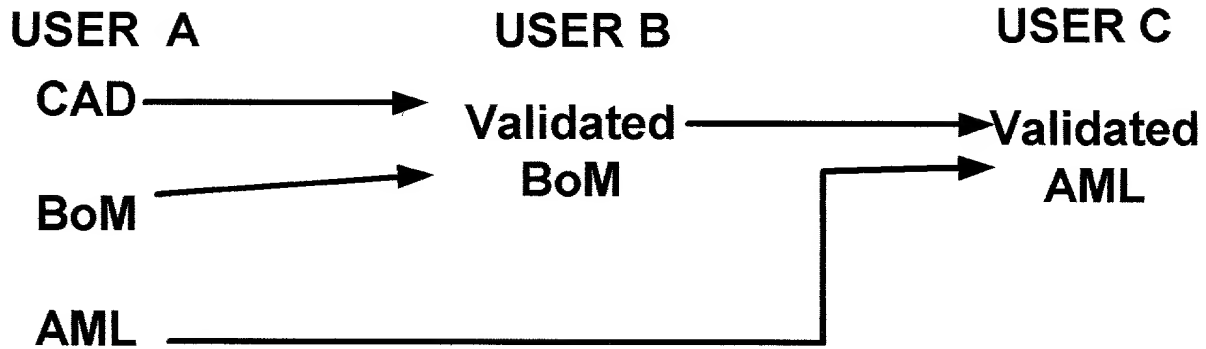 USER A
USER B
USER C
CAD
Validated
BoM
Validated
AML
BoM
AML